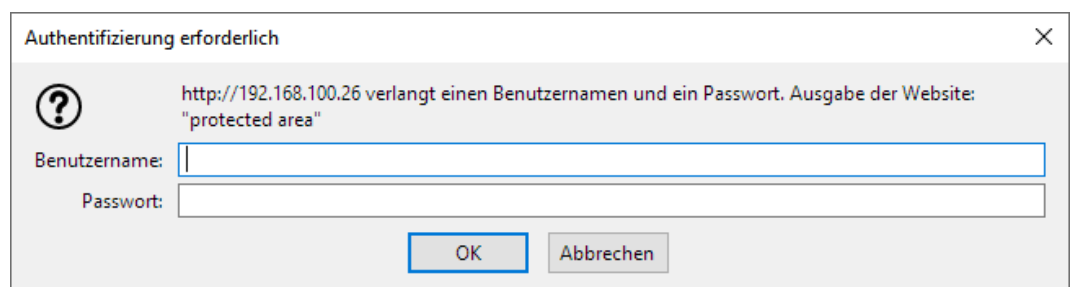 Authentifizierung erforderlich
http://192.168.100.26 verlangt einen Benutzernamen und ein Passwort. Ausgabe der Website:
"protected area"
Benutzername:
Passwort:
OK Abbrechen